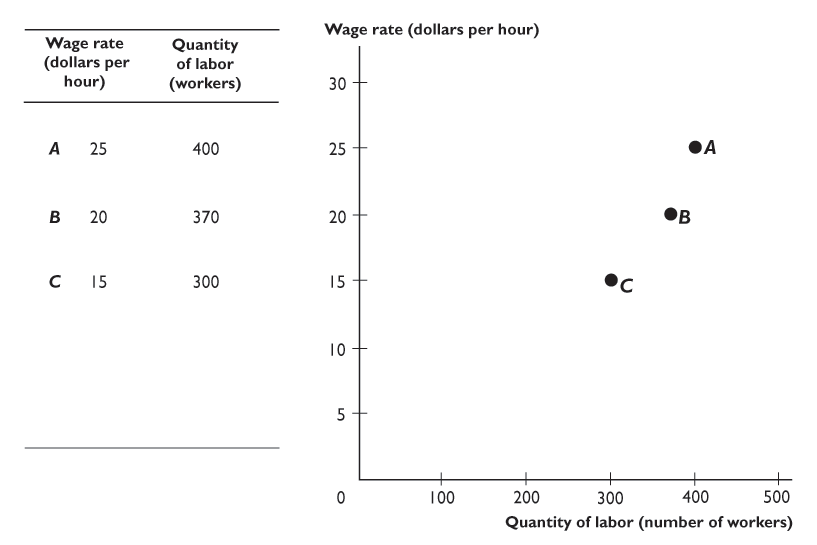 Wage rate
(dollars per
hour)
Quantity
of labor
(workers)
A 25 400
B 20 370
C 15 300
Wage rate (dollars per hour)
30
25
20
15
10
5
0
100
200
300
400
500
A
B
C
Quantity of labor (number of workers)